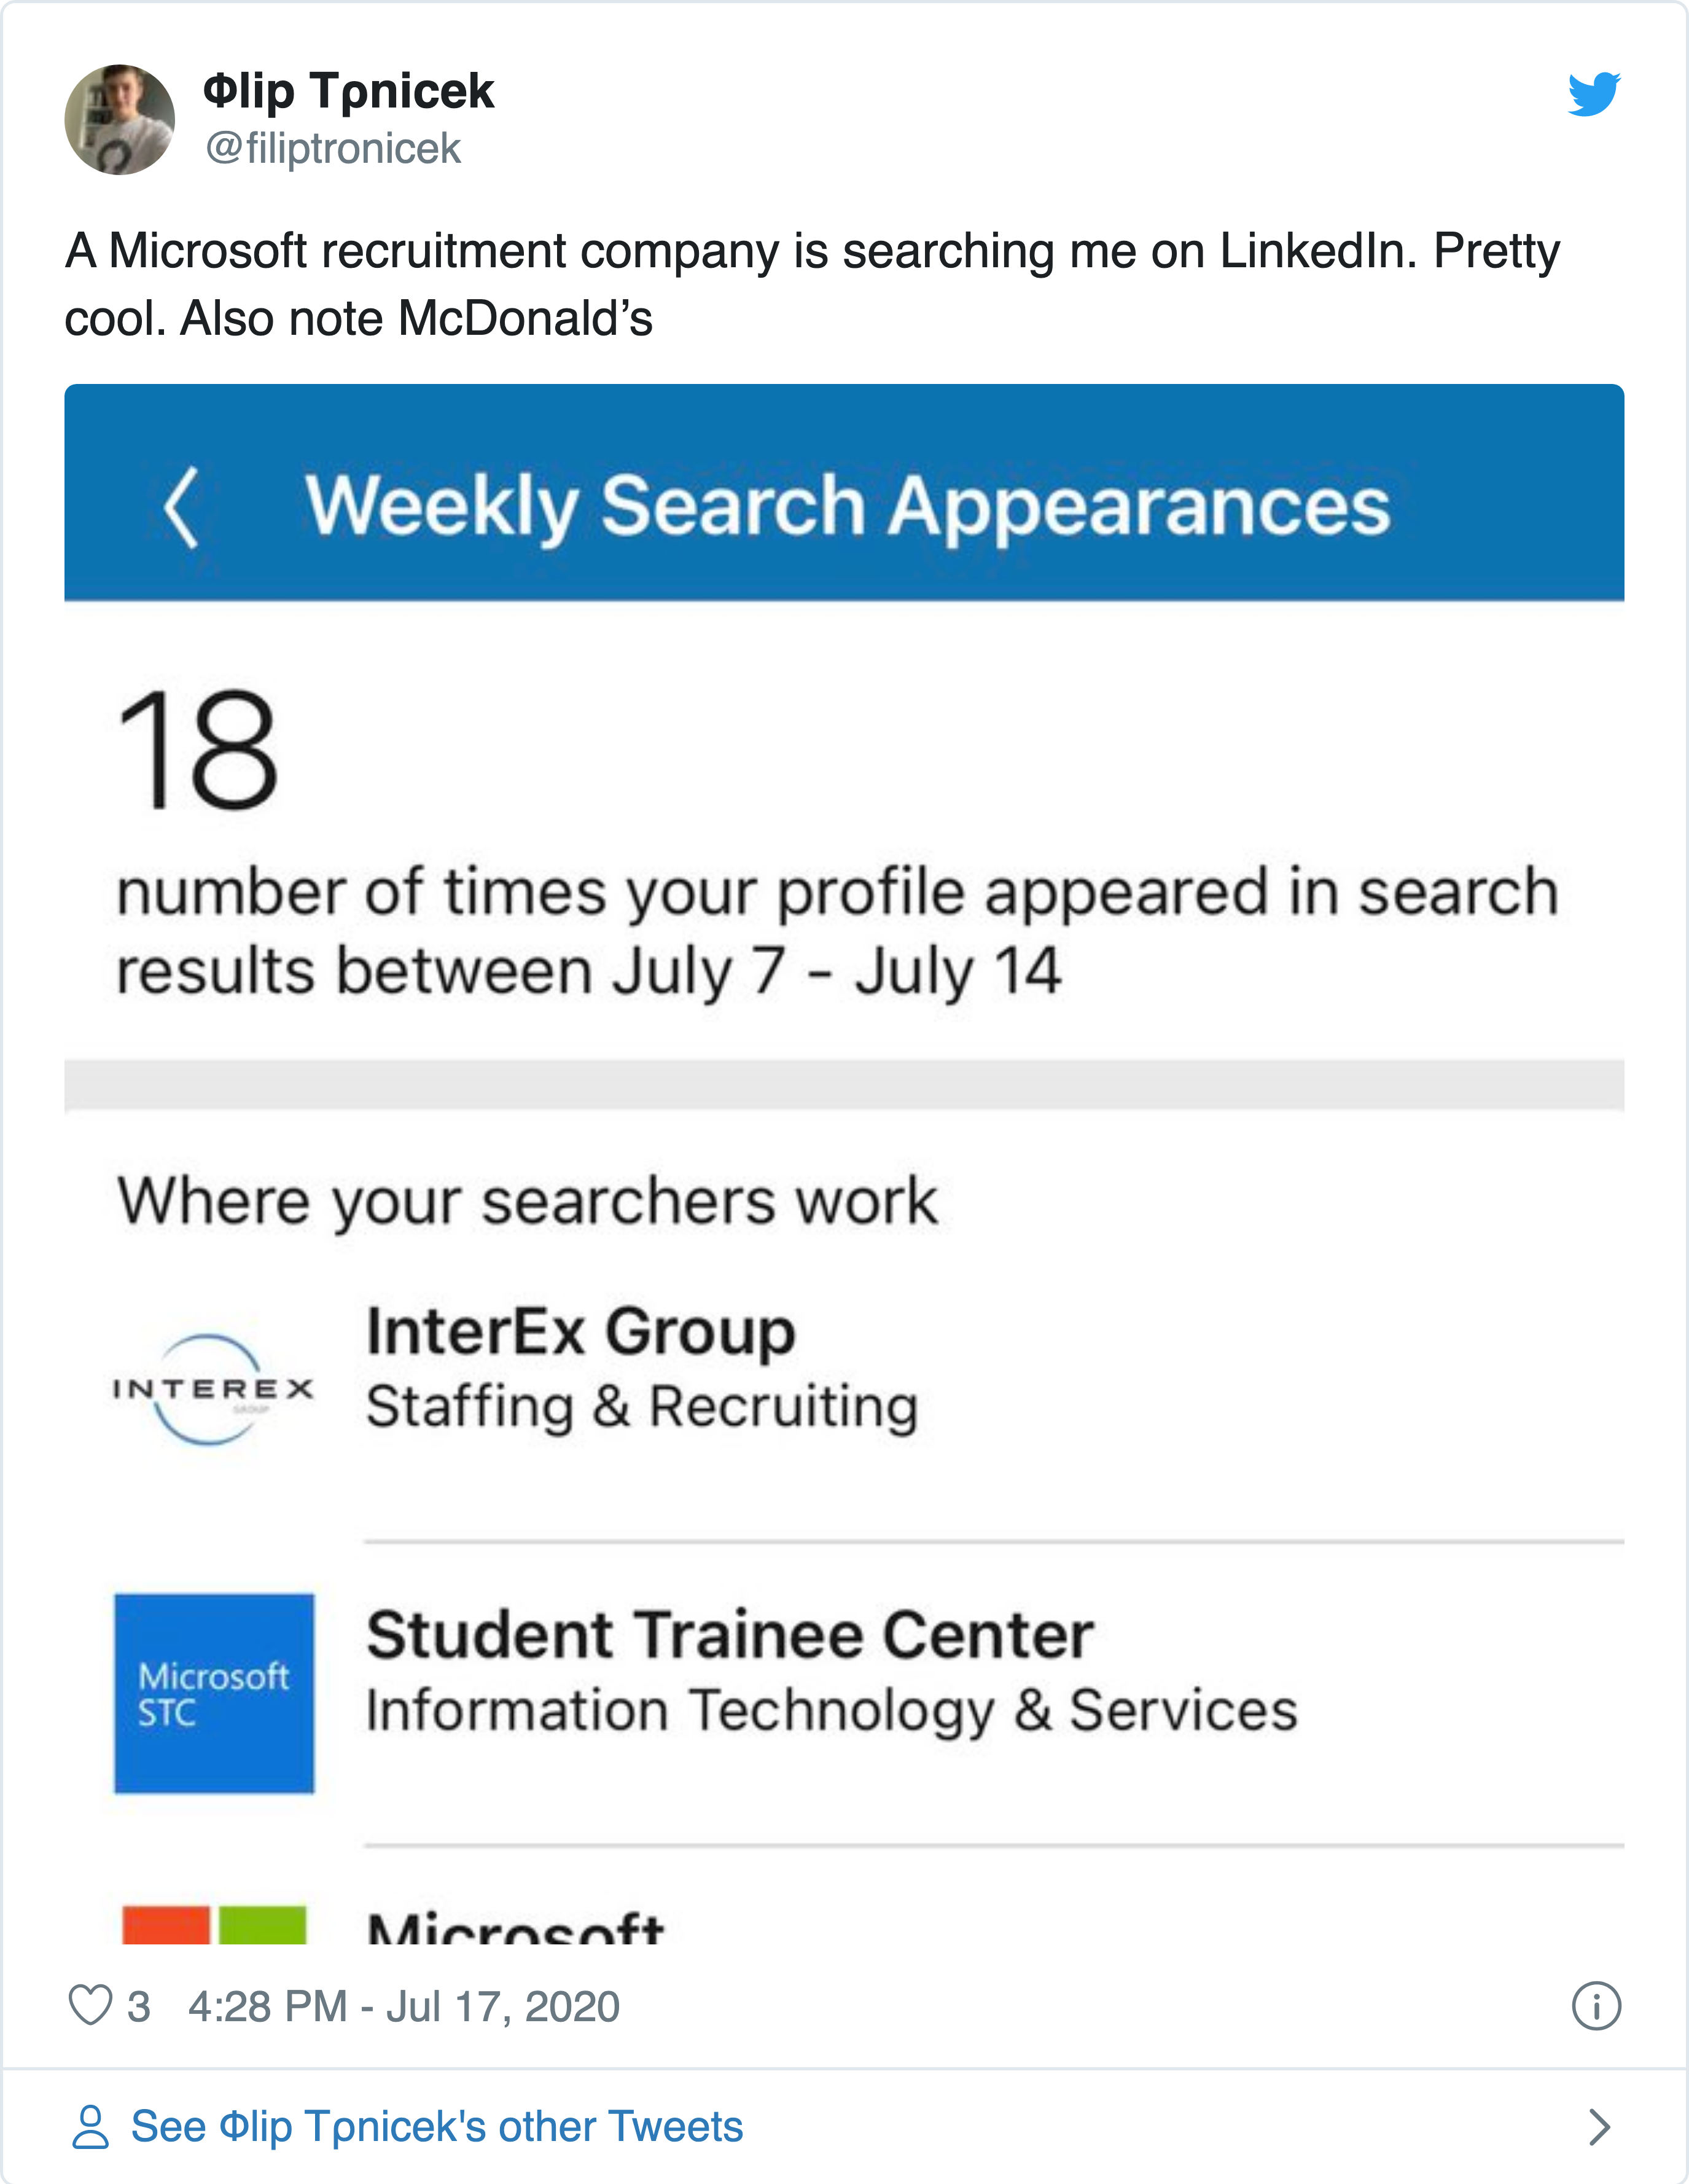 Φlip Tρnicek
@filiptronicek
A Microsoft recruitment company is searching me on LinkedIn. Pretty
cool. Also note McDonald’s
Weekly Search Appearances
18
number of times your profile appeared in search
results between July 7 - July 14
Where your searchers work
INTEREX
GROUP
InterEx Group
Staffing & Recruiting
Microsoft
STC
Student Trainee Center
Information Technology & Services
Microsoft
3 4:28 PM - Jul 17, 2020
See Φlip Tρnicek's other Tweets